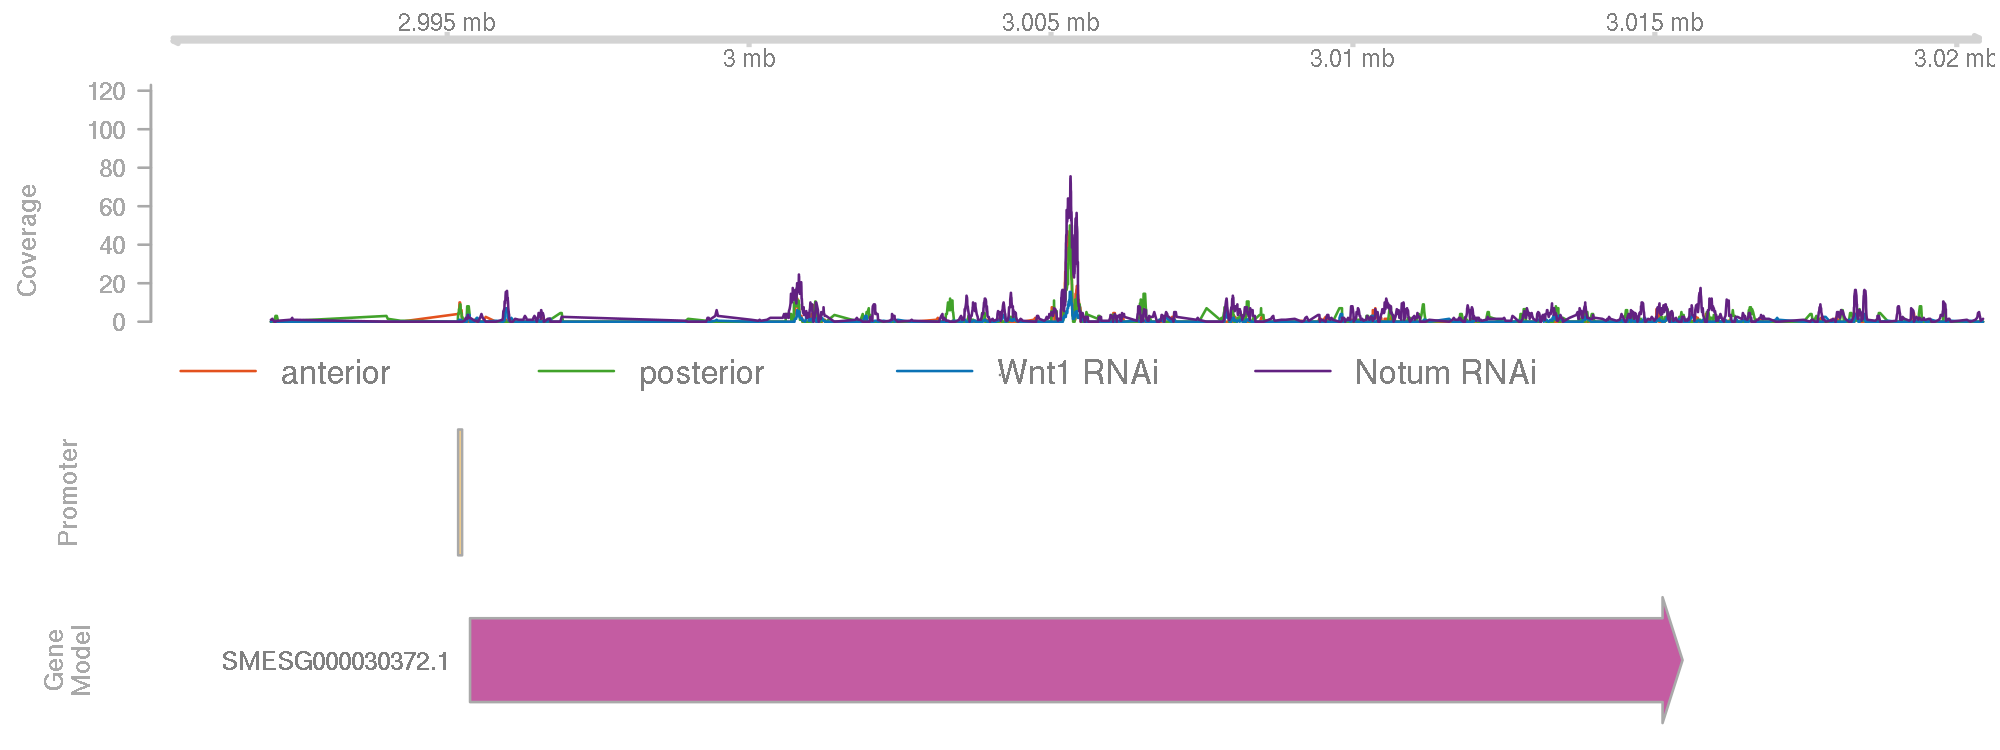 2.995 mb 3.005 mb 3.015 mb
3 mb 3.01 mb 3.02 mb
Coverage
120
100
80
60
40
20
0
anterior posterior Wnt1 RNAi Notum RNAi
Promoter
Gene
Model
SMESG000030372.1